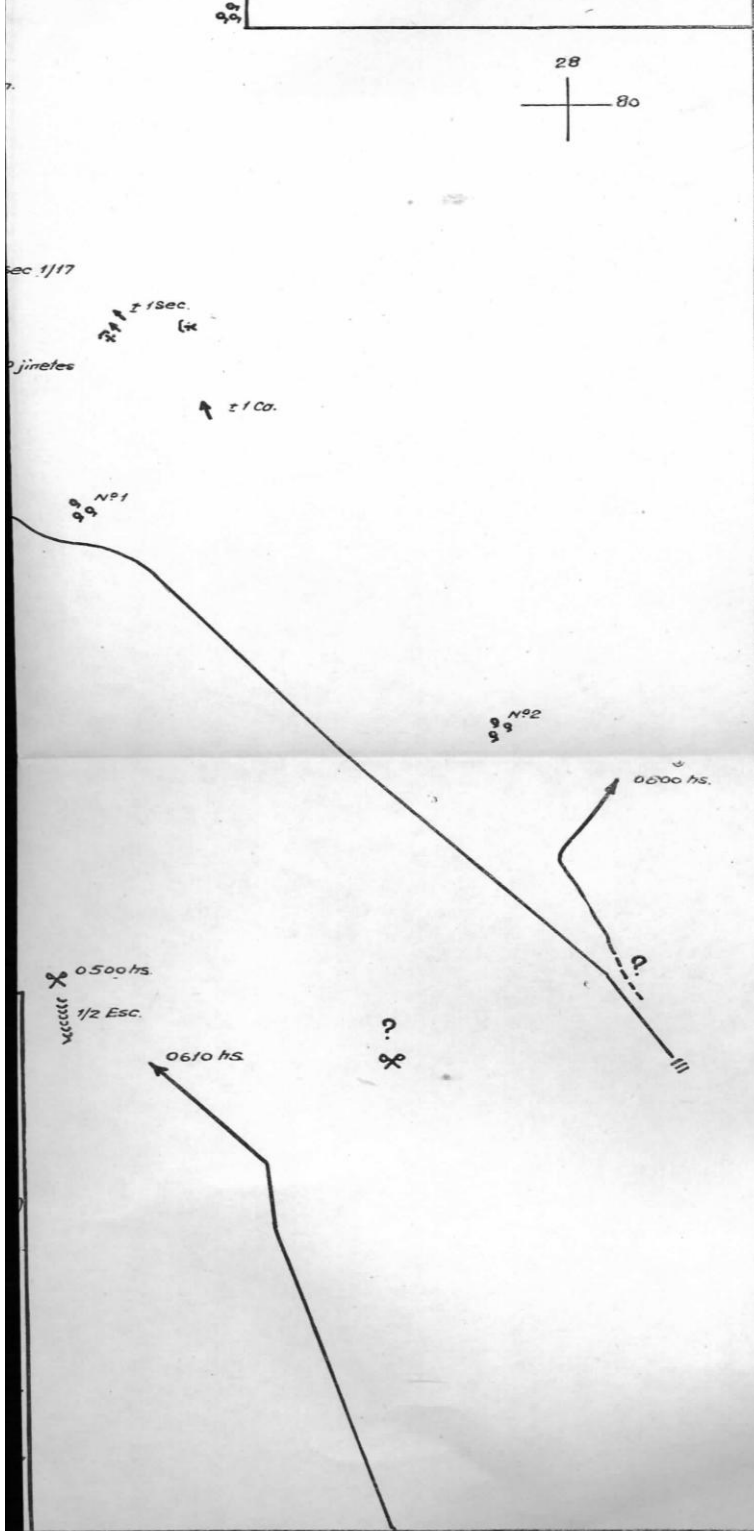 28
80
sec 1/17
± 1 Sec.
jinetes
± 1 Ca.
Nº1
Nº2
0600 hs.
?
0500 hs.
1/2 Esc.
?
0610 hs.